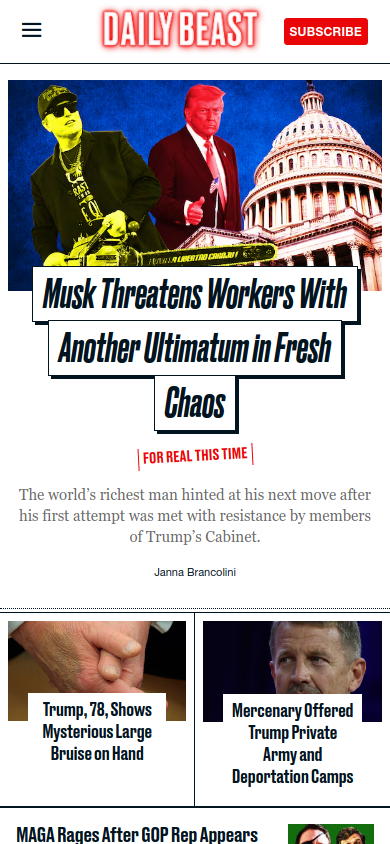 DAILY BEAST
SUBSCRIBE
Musk Threatens Workers With
Another Ultimatum in Fresh
Chaos
FOR REAL THIS TIME
The world's richest man hinted at his next move after
his first attempt was met with resistance by members
of Trump's Cabinet.
Janna Brancolini
Trump, 78, Shows
Mysterious Large
Bruise on Hand
Mercenary Offered
Trump Private
Army and
Deportation Camps
MAGA Rages After GOP Rep Appears